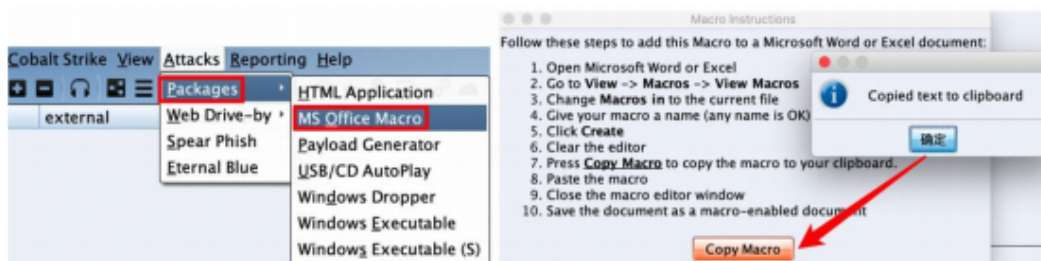 Cobalt Strike View Attacks Reporting Help
external
Packages
Web Drive-by
Spear Phish
Eternal Blue
HTML Application
MS Office Macro
Payload Generator
USB/CD AutoPlay
Windows Dropper
Windows Executable
Windows Executable (S)
Macro Instructions
Follow these steps to add this Macro to a Microsoft Word or Excel document:
1. Open Microsoft Word or Excel
2. Go to View -> Macros -> View Macros
3. Change Macros in to the current file
4. Give your macro a name (any name is OK)
5. Click Create
6. Clear the editor
7. Press Copy Macro to copy the macro to your clipboard.
8. Paste the macro
9. Close the macro editor window
10. Save the document as a macro-enabled document
Copy Macro
Copied text to clipboard
确定